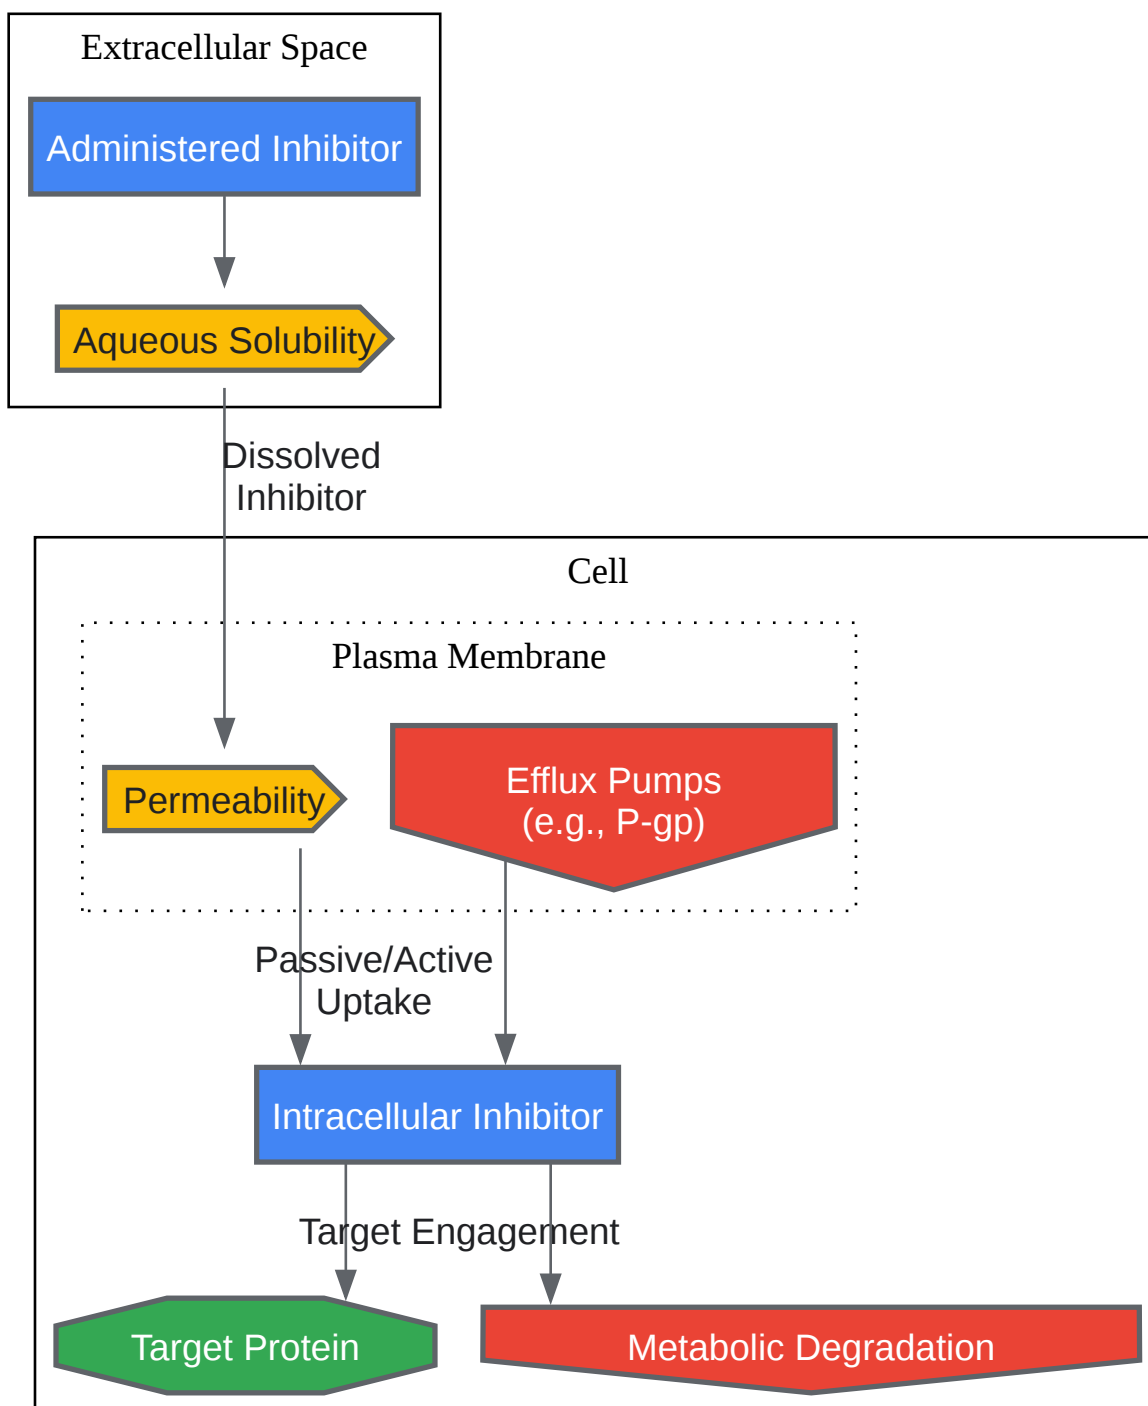 Extracellular Space
Administered Inhibitor
Aqueous Solubility
Dissolved
Inhibitor
Cell
Plasma Membrane
Permeability
Efflux Pumps
(e.g., P-gp)
Passive/Active
Uptake
Intracellular Inhibitor
Target Engagement
Target Protein
Metabolic Degradation